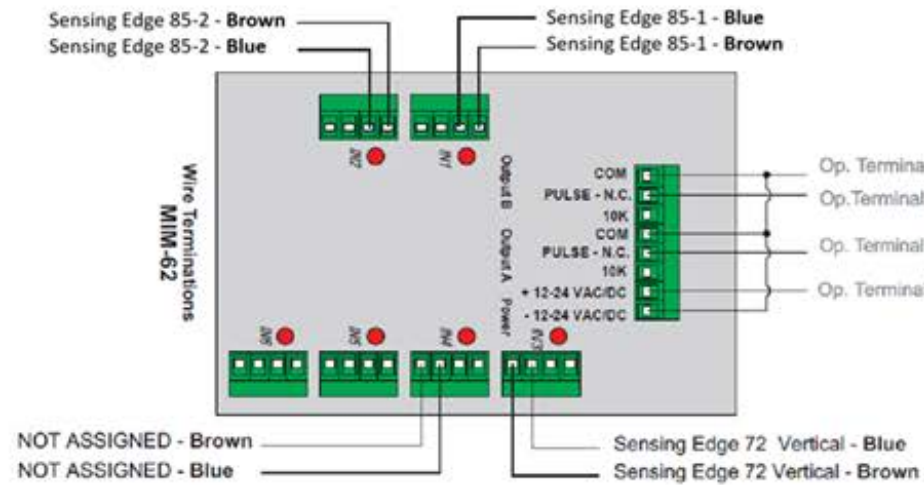 Sensing Edge 85-2 - Brown
Sensing Edge 85-2 - Blue
Sensing Edge 85-1 - Blue
Sensing Edge 85-1 - Brown
IN2
IN1
Wire Terminations
MIM-62
Output B
Output A
Power
COM
PULSE - N.C.
10K
COM
PULSE - N.C.
10K
+ 12-24 VAC/DC
- 12-24 VAC/DC
Op. Termina
Op.Terminal
Op. Terminal
Op. Terminal
IN6
IN5
IN4
IN3
NOT ASSIGNED - Brown
NOT ASSIGNED - Blue
Sensing Edge 72 Vertical - Blue
Sensing Edge 72 Vertical - Brown